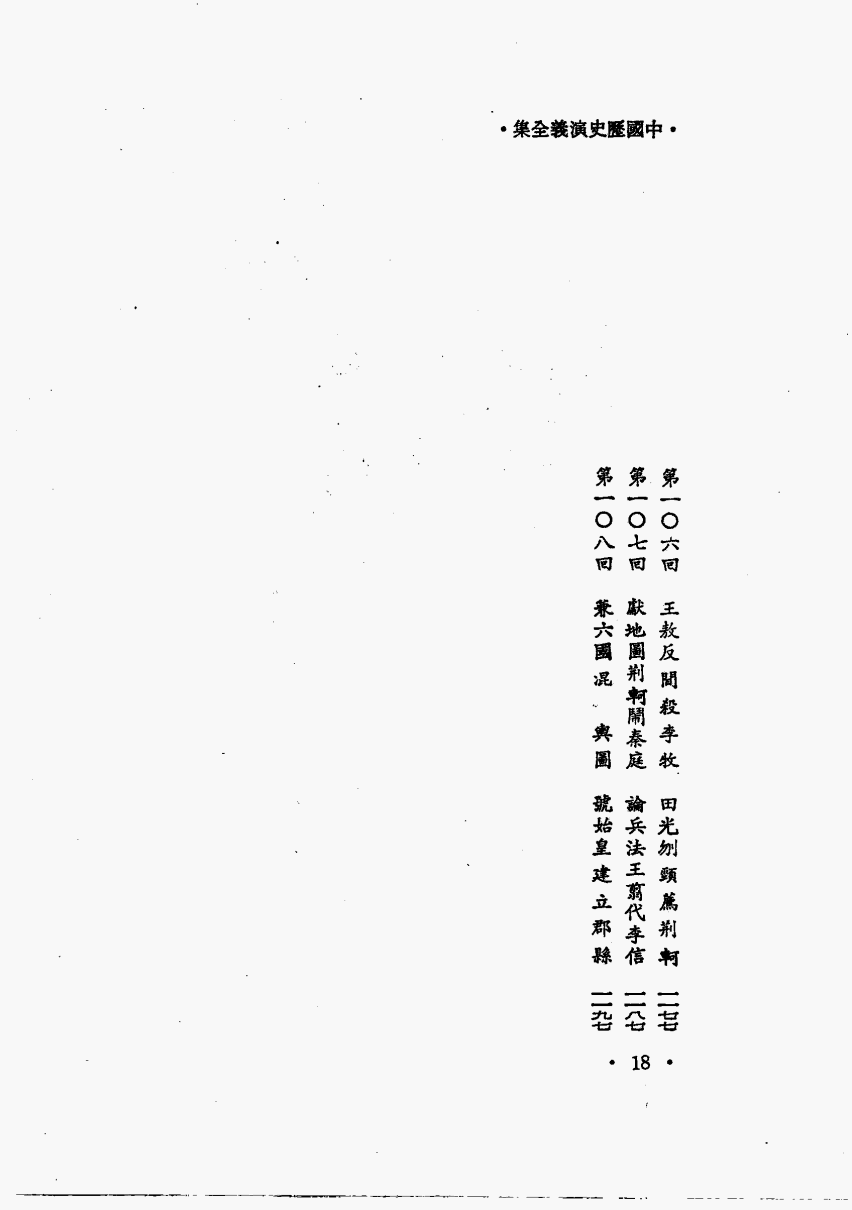 •中國歷史演義全集•
第一〇六回 王敖反間殺李牧 田光刎頸薦荆軻 一一七七
第一〇七回 獻地圖荆軻鬧秦庭 論兵法王翦代李信 一一八七
第一〇八回 兼六國混 輿圖 號始皇建立郡縣 一一九七
• 18 •